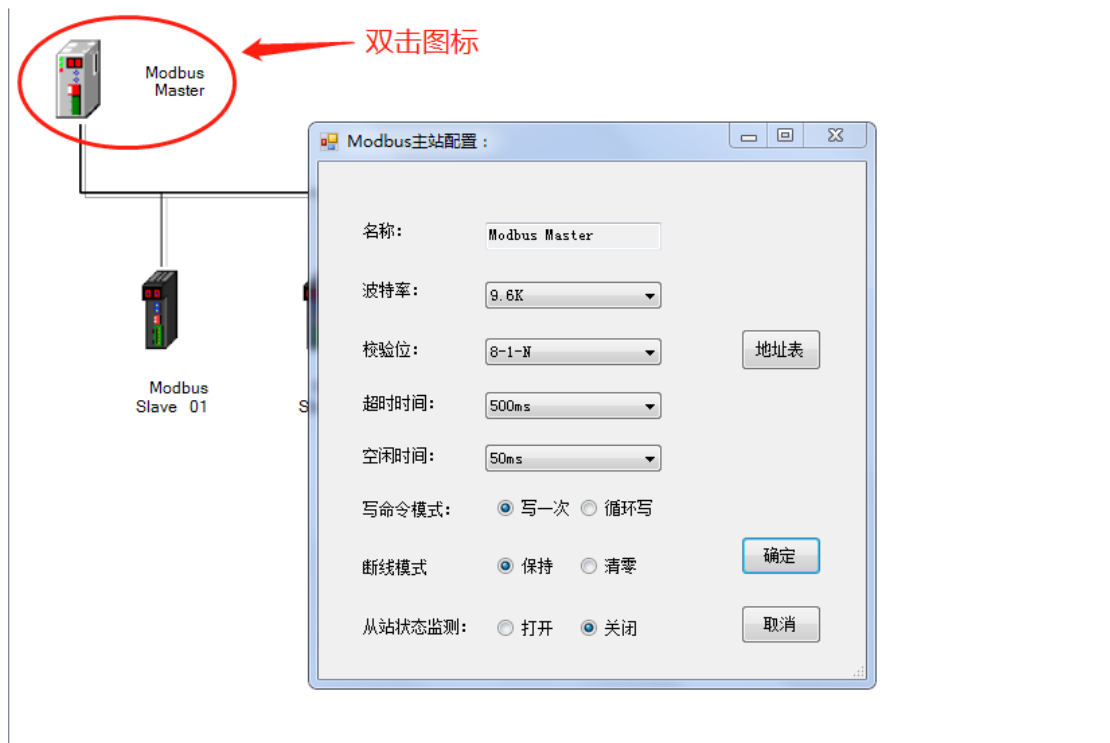 双击图标
Modbus
Master
Modbus主站配置：
名称：
Modbus Master
波特率：
9.6K
校验位：
8-1-N
地址表
超时时间：
500ms
空闲时间：
50ms
写命令模式：
写一次
循环写
断线模式
保持
清零
确定
从站状态监测：
打开
关闭
取消
Modbus
Slave 01
S